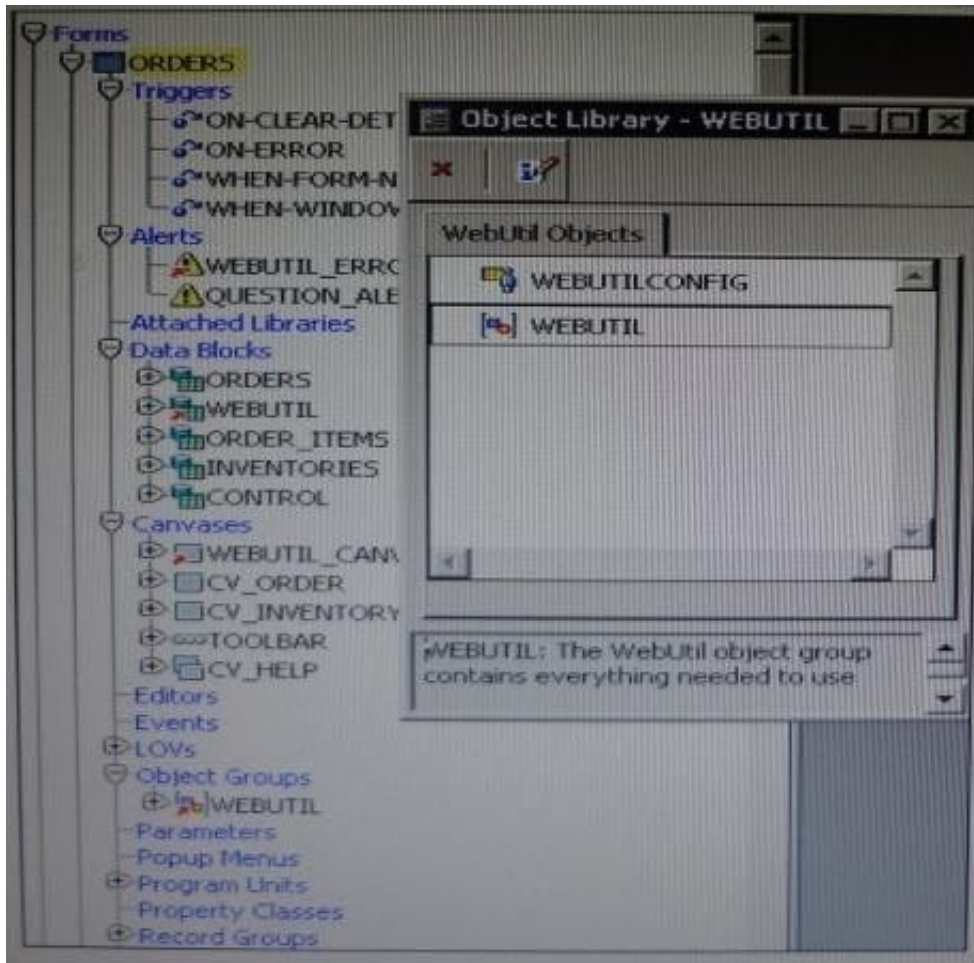 Forms
ORDERS
Triggers
ON-CLEAR-DET
ON-ERROR
WHEN-FORM-N
WHEN-WINDOW
Alerts
WEBUTIL_ERRO
QUESTION_ALE
Attached Libraries
Data Blocks
ORDERS
WEBUTIL
ORDER_ITEMS
INVENTORIES
CONTROL
Canvases
WEBUTIL_CANV
CV_ORDER
CV_INVENTORY
TOOLBAR
CV_HELP
Editors
Events
LOVs
Object Groups
WEBUTIL
Parameters
Popup Menus
Program Units
Property Classes
Record Groups
Object Library - WEBUTIL
WebUtil Objects
WEBUTILCONFIG
WEBUTIL
WEBUTIL: The WebUtil object group
contains everything needed to use